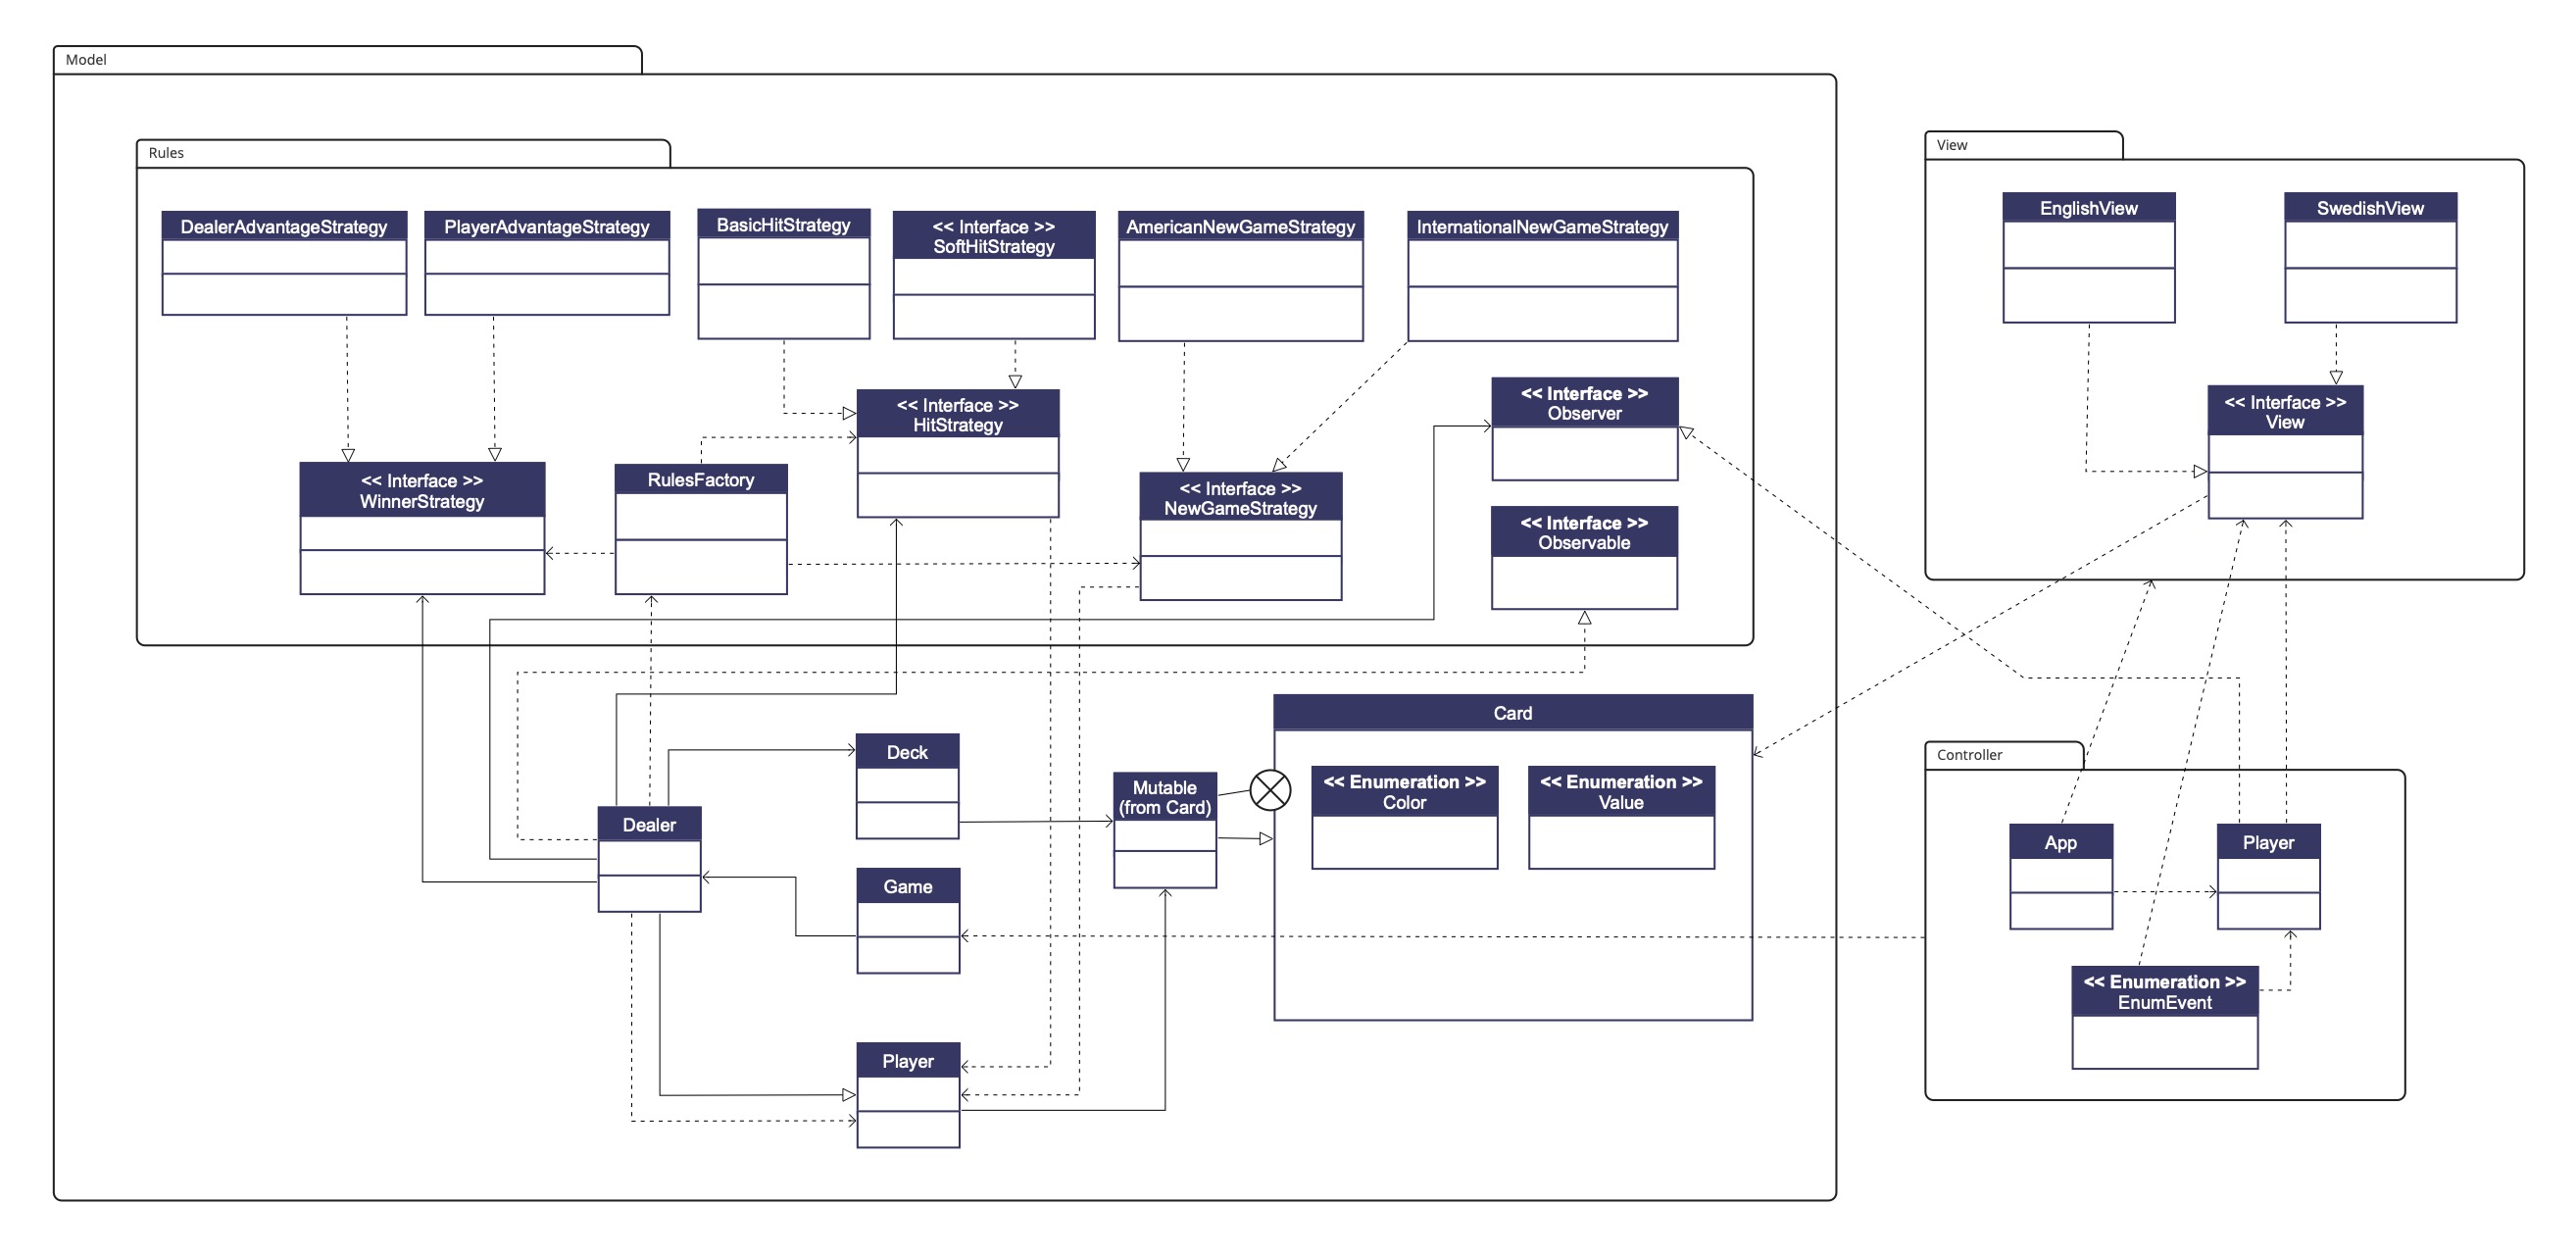 Model
Rules
DealerAdvantageStrategy
PlayerAdvantageStrategy
BasicHitStrategy
<< Interface >>
SoftHitStrategy
AmericanNewGameStrategy
InternationalNewGameStrategy
<< Interface >>
WinnerStrategy
RulesFactory
<< Interface >>
HitStrategy
<< Interface >>
NewGameStrategy
<< Interface >>
Observer
<< Interface >>
Observable
Dealer
Deck
Game
Player
Mutable
(from Card)
Card
<< Enumeration >>
Color
<< Enumeration >>
Value
View
EnglishView
SwedishView
<< Interface >>
View
Controller
App
Player
<< Enumeration >>
EnumEvent